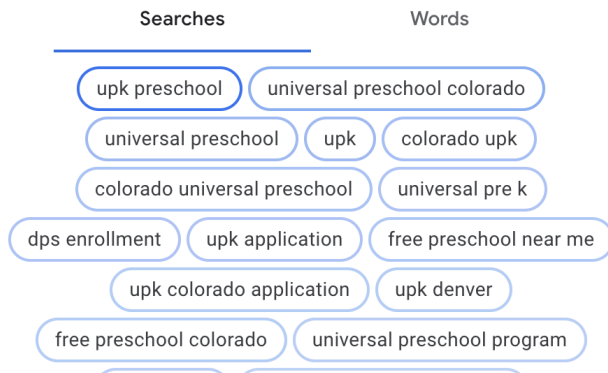 Searches Words
upk preschool universal preschool colorado
universal preschool upk colorado upk
colorado universal preschool universal pre k
dps enrollment upk application free preschool near me
upk colorado application upk denver
free preschool colorado universal preschool program